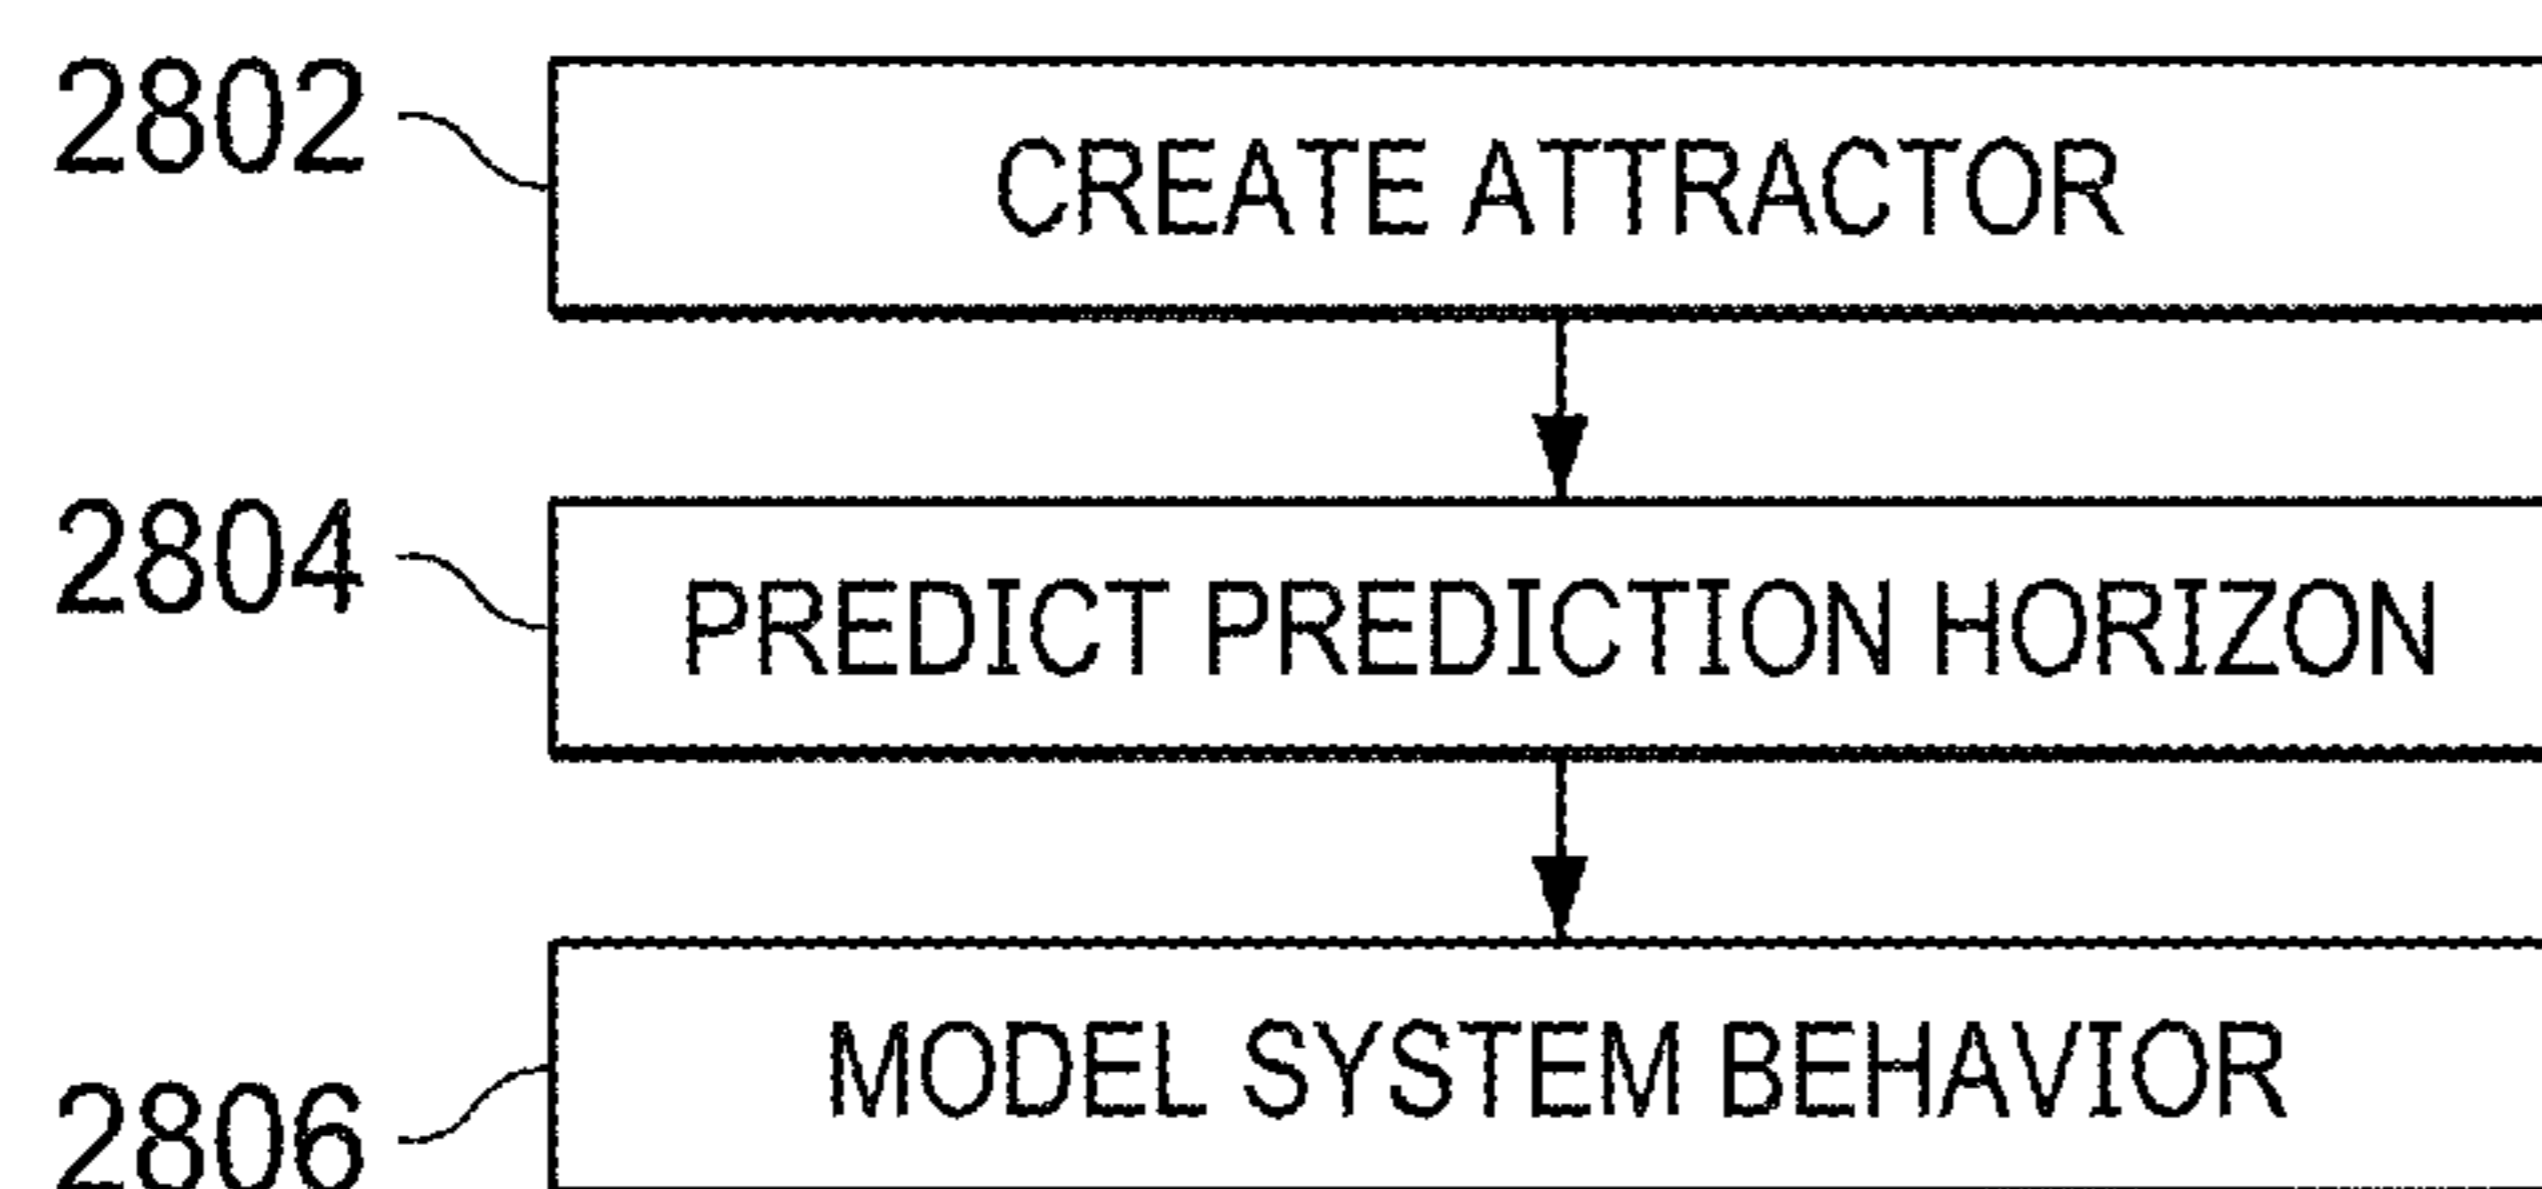 2802
CREATE ATTRACTOR
2804
PREDICT PREDICTION HORIZON
2806
MODEL SYSTEM BEHAVIOR